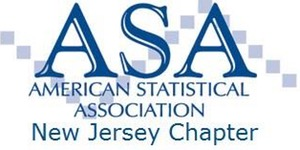 ASA
AMERICAN STATISTICAL
ASSOCIATION
New Jersey Chapter